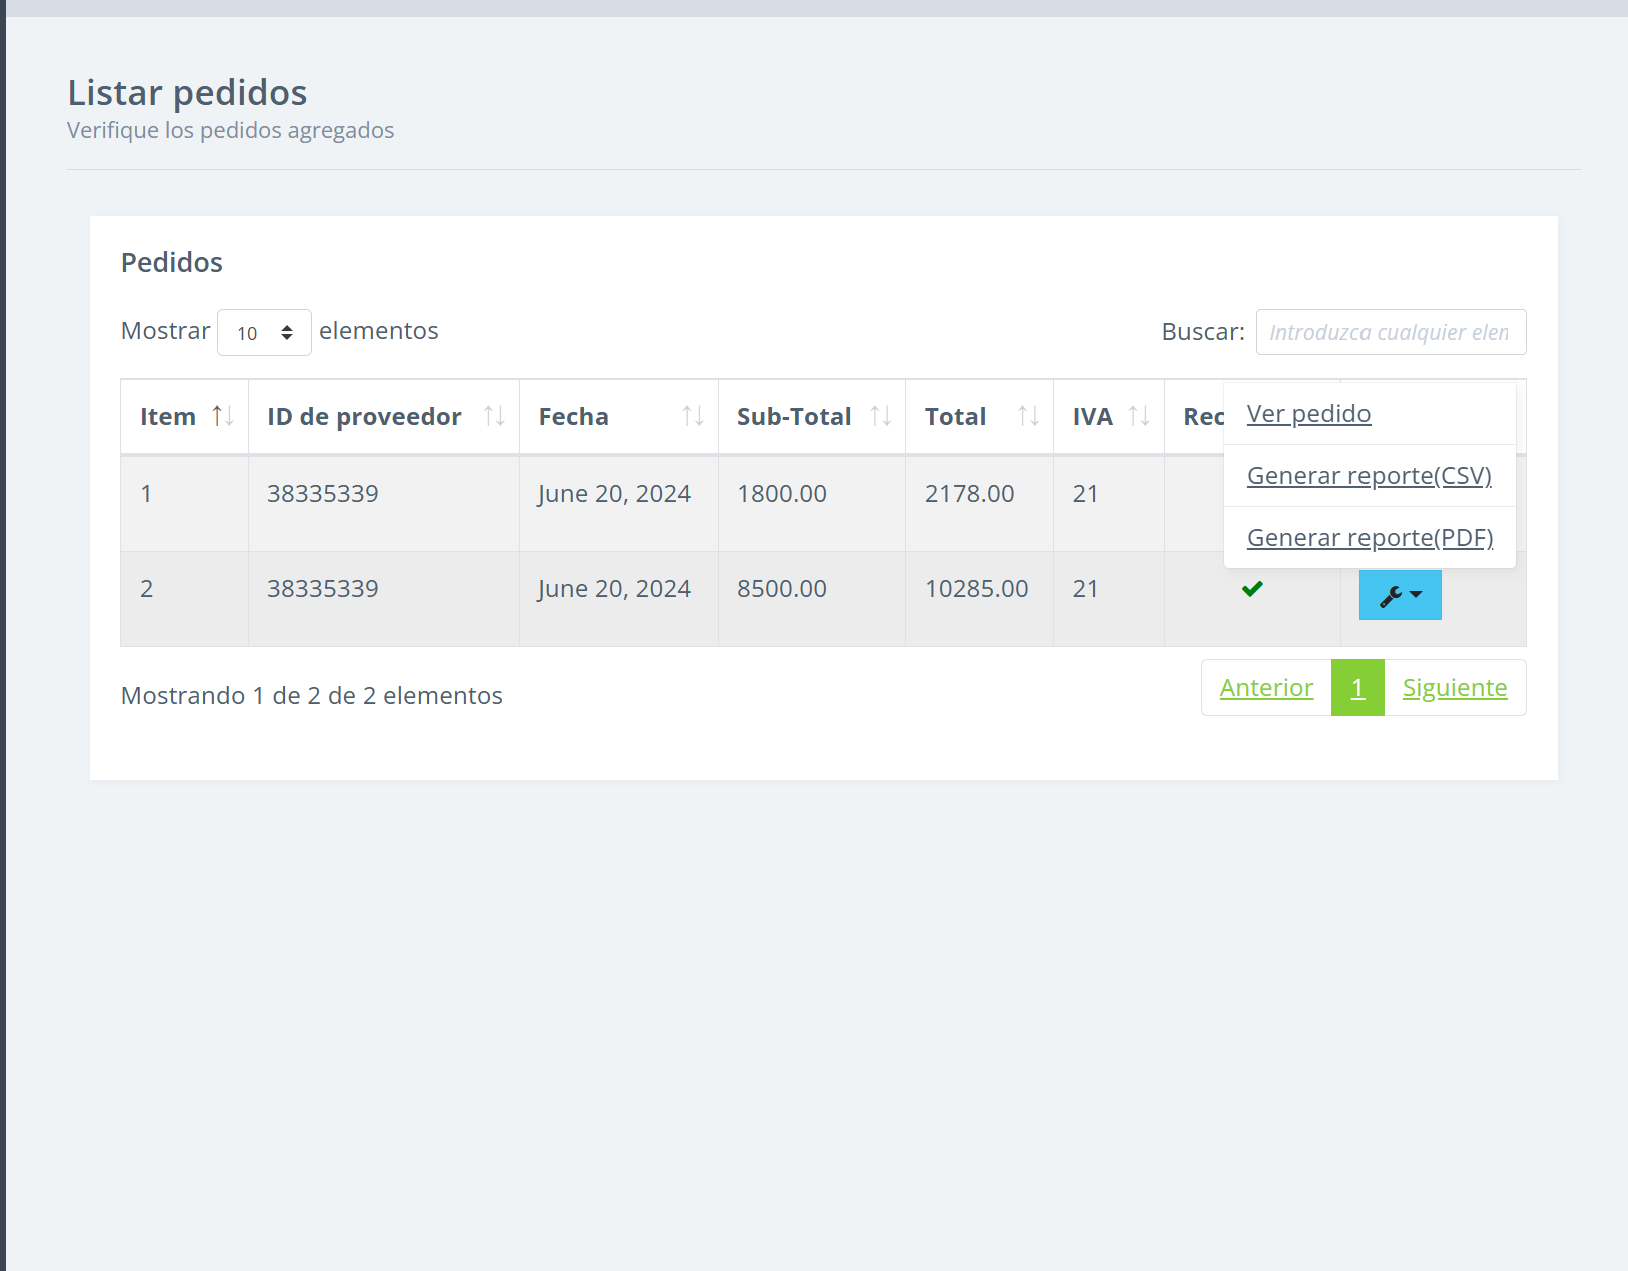 Listar pedidos
Verifique los pedidos agregados
Pedidos
Mostrar 10 elementos
Buscar: Introduzca cualquier elem
Item ID de proveedor Fecha Sub-Total Total IVA Rec
Ver pedido
Generar reporte(CSV)
Generar reporte(PDF)
1 38335339 June 20, 2024 1800.00 2178.00 21
2 38335339 June 20, 2024 8500.00 10285.00 21
Mostrando 1 de 2 de 2 elementos
Anterior 1 Siguiente